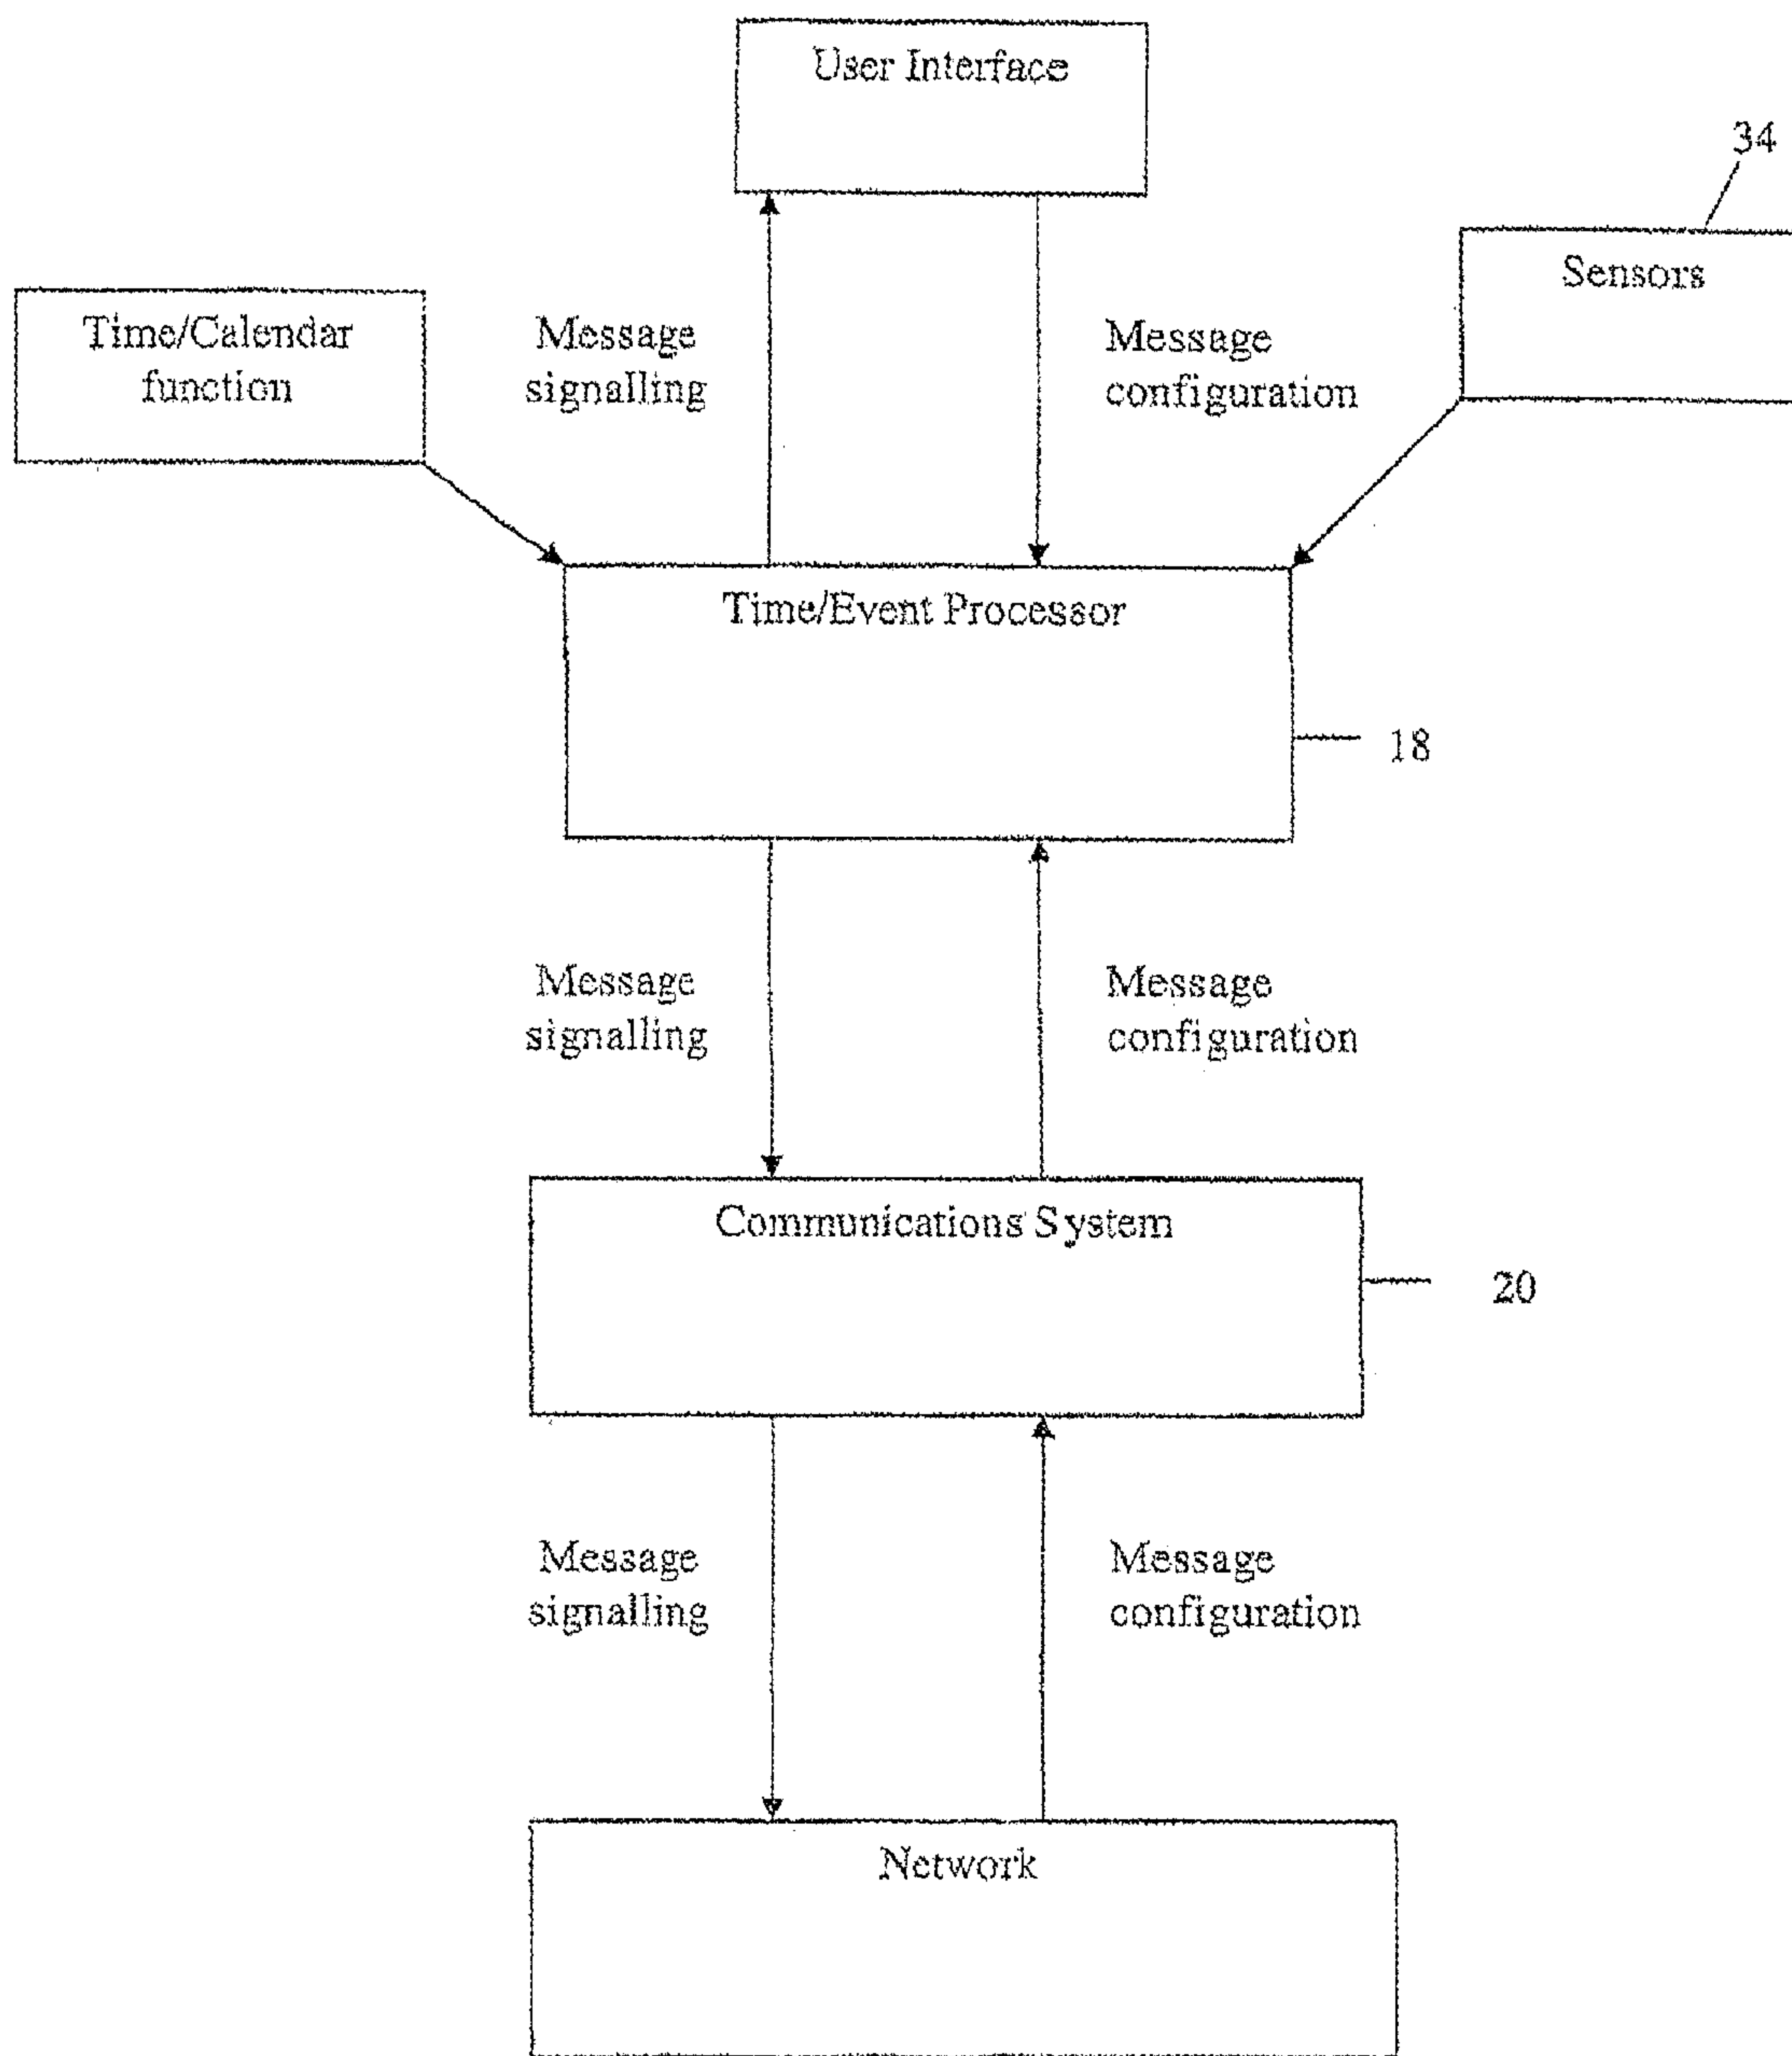 User Interface
34
Sensors
Time/Calendar
function
Message
signalling
Message
configuration
Time/Event Processor
18
Message
signalling
Message
configuration
Communications System
20
Message
signalling
Message
configuration
Network